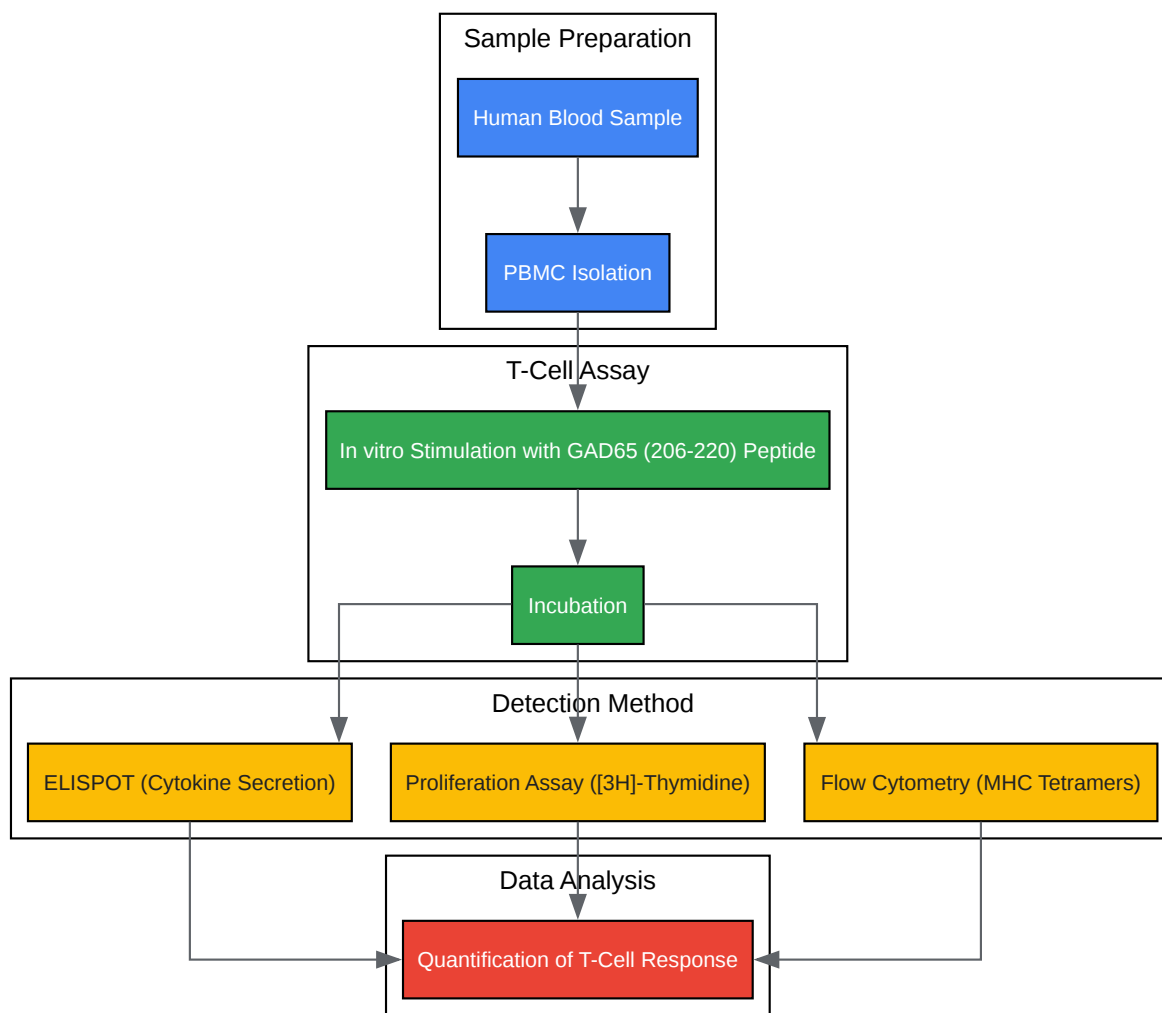 Sample Preparation
Human Blood Sample
PBMC Isolation
T-Cell Assay
In vitro Stimulation with GAD65 (206-220) Peptide
Incubation
Detection Method
ELISPOT (Cytokine Secretion)
Proliferation Assay ([3H]-Thymidine)
Flow Cytometry (MHC Tetramers)
Data Analysis
Quantification of T-Cell Response